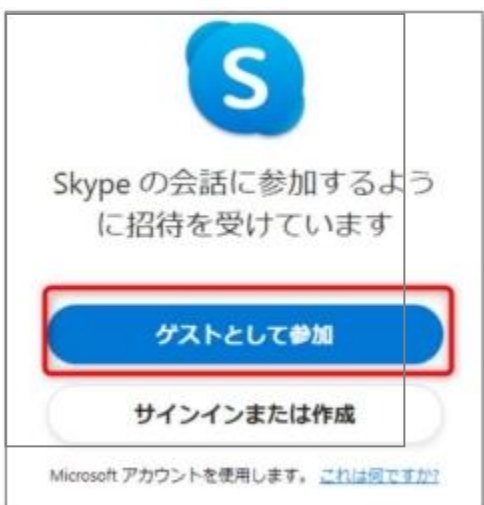 S
Skype の会話に参加するよう
に招待を受けています
ゲストとして参加
サインインまたは作成
Microsoft アカウントを使用します。 これは何ですか?